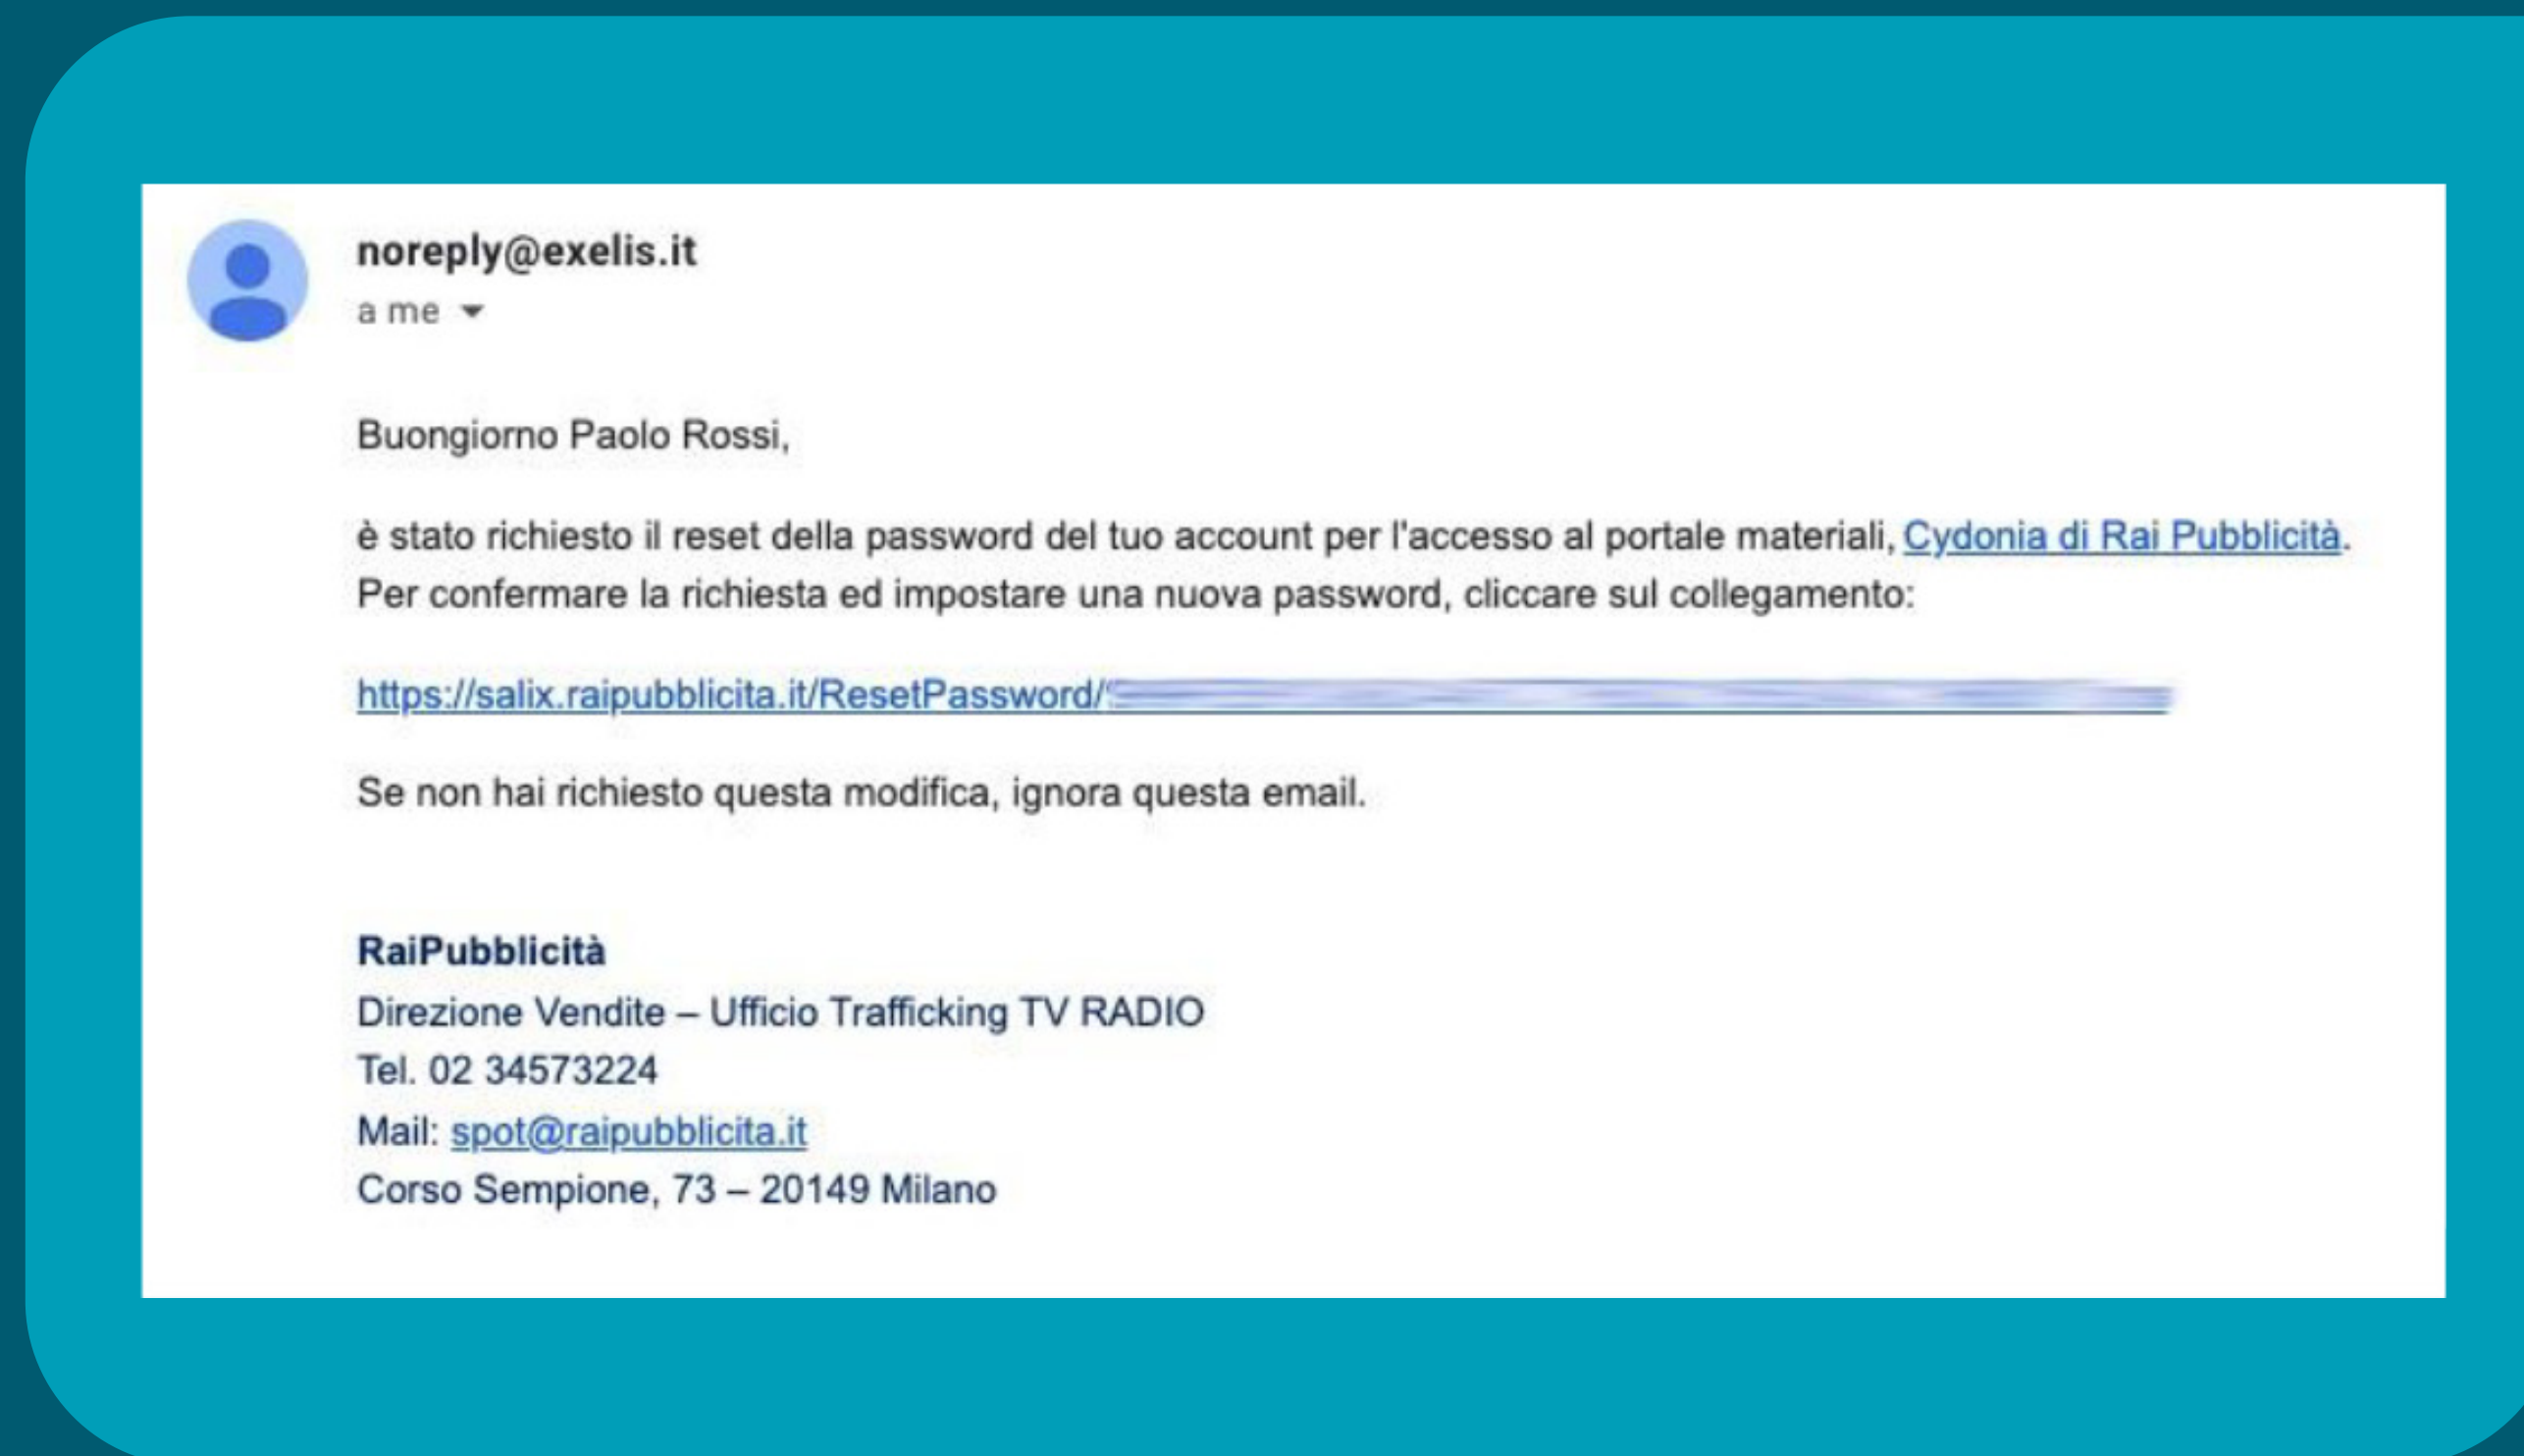 noreply@exelis.it
a me
Buongiorno Paolo Rossi,
è stato richiesto il reset della password del tuo account per l'accesso al portale materiali, Cydonia di Rai Pubblicità.
Per confermare la richiesta ed impostare una nuova password, cliccare sul collegamento:
https://salix.raipubblicita.it/ResetPassword/
Se non hai richiesto questa modifica, ignora questa email.
RaiPubblicità
Direzione Vendite – Ufficio Trafficking TV RADIO
Tel. 02 34573224
Mail: spot@raipubblicita.it
Corso Sempione, 73 – 20149 Milano